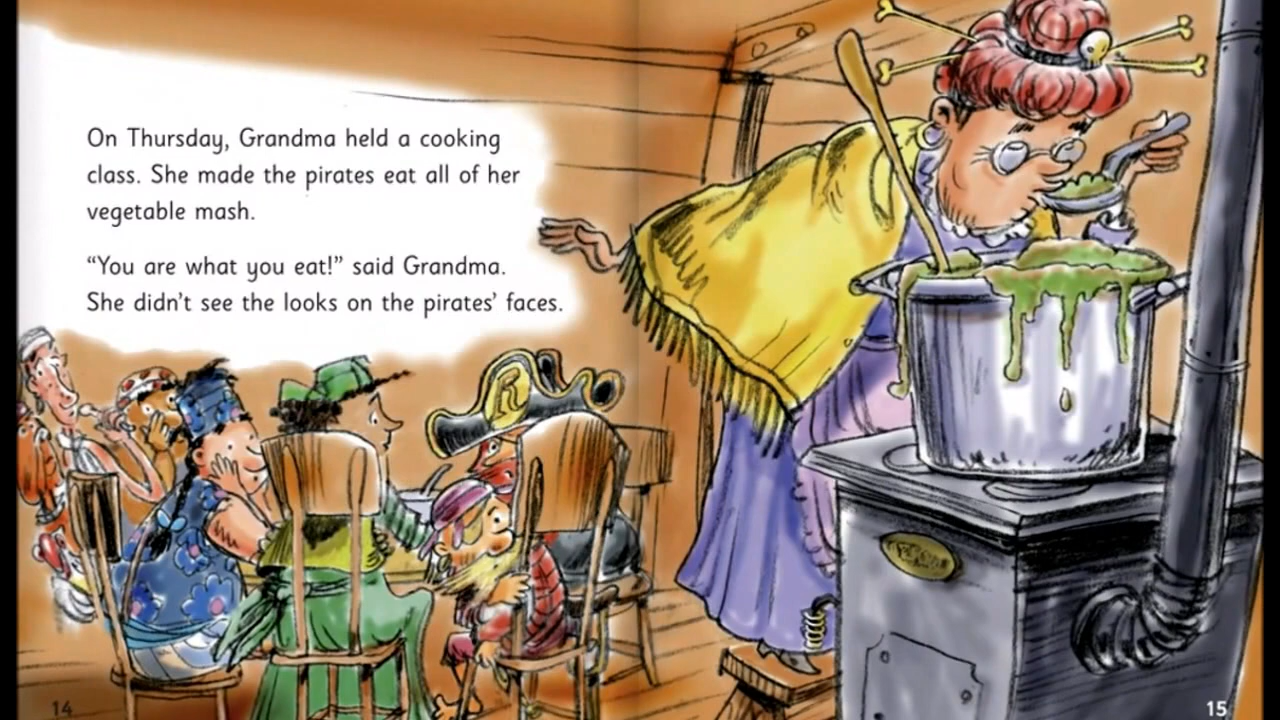 On Thursday, Grandma held a cooking
class. She made the pirates eat all of her
vegetable mash.
“You are what you eat!” said Grandma.
She didn’t see the looks on the pirates’ faces.
R
14
15